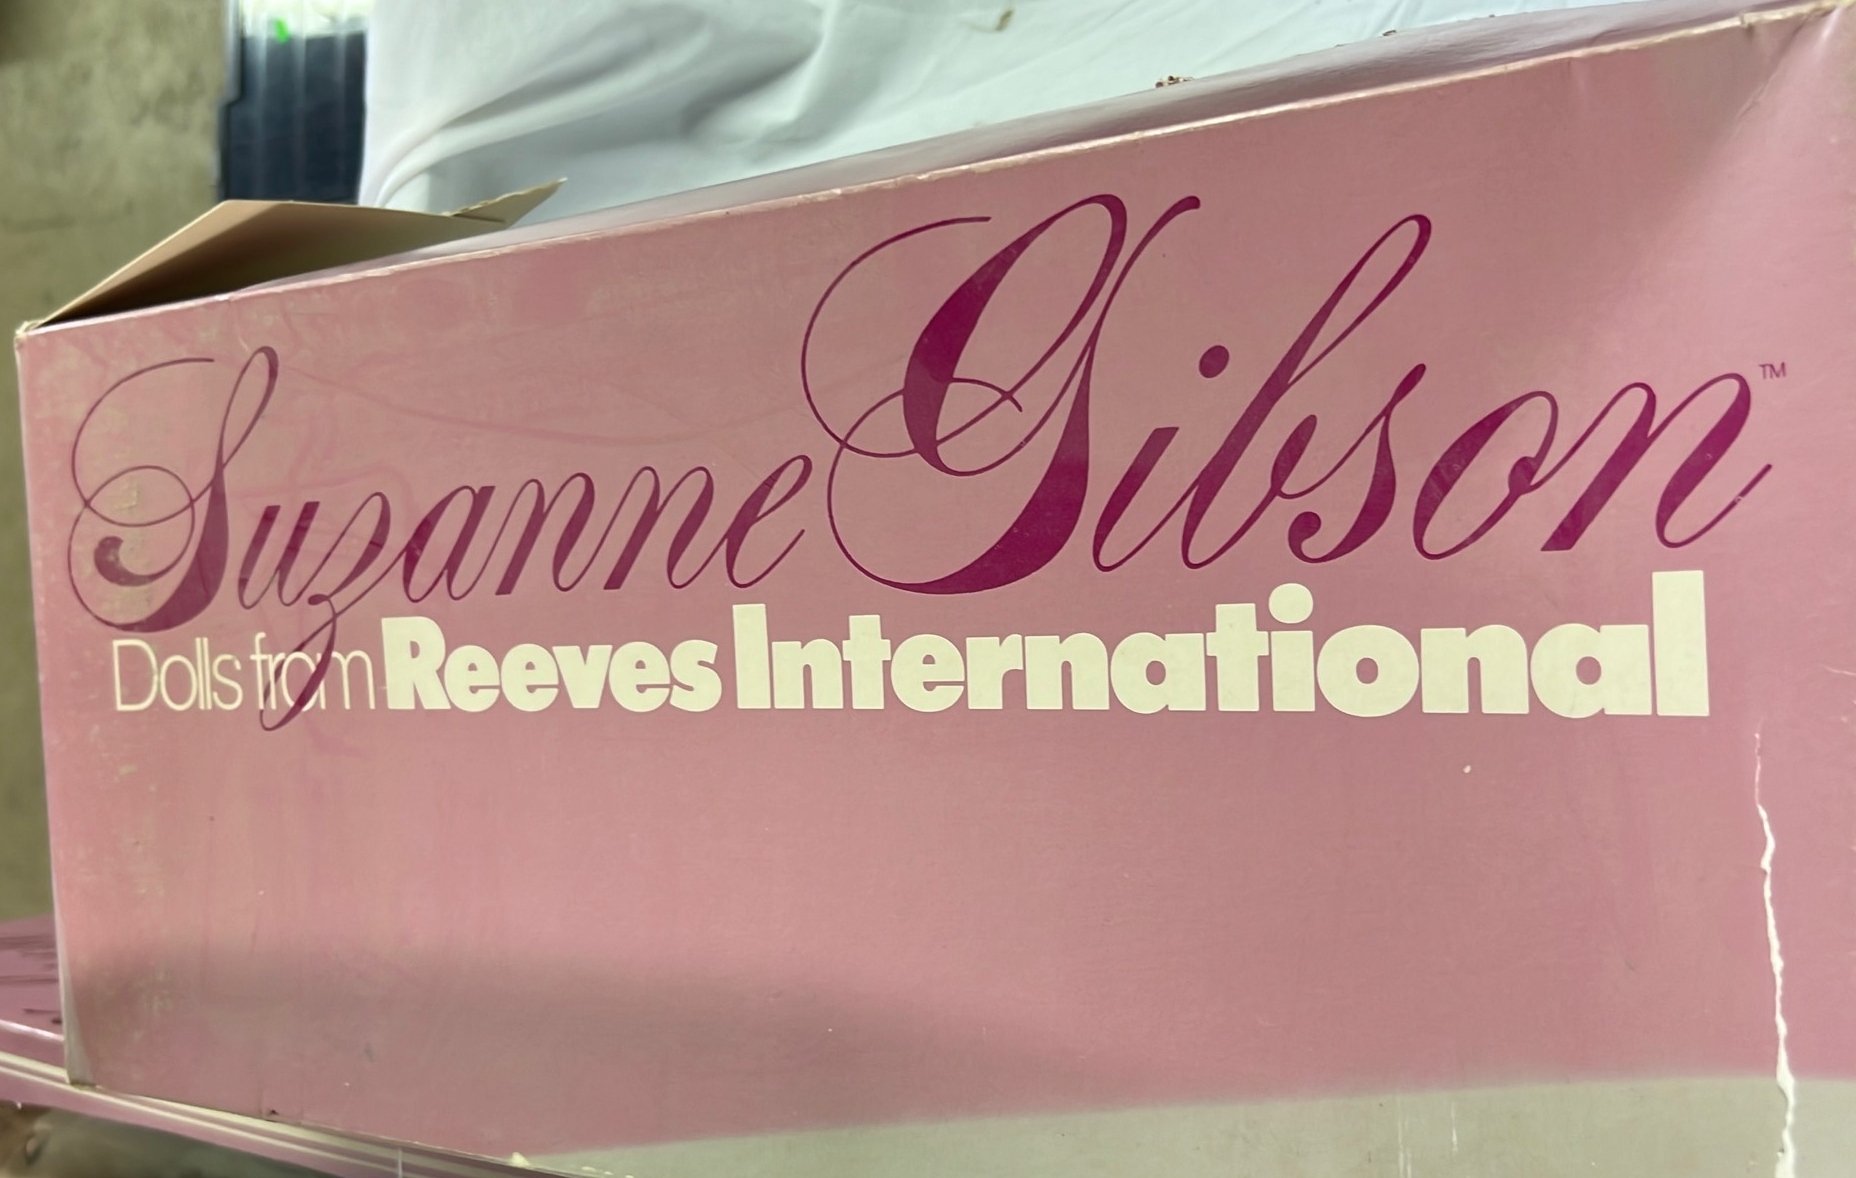 Suzanne Gibson™
Dolls from Reeves International